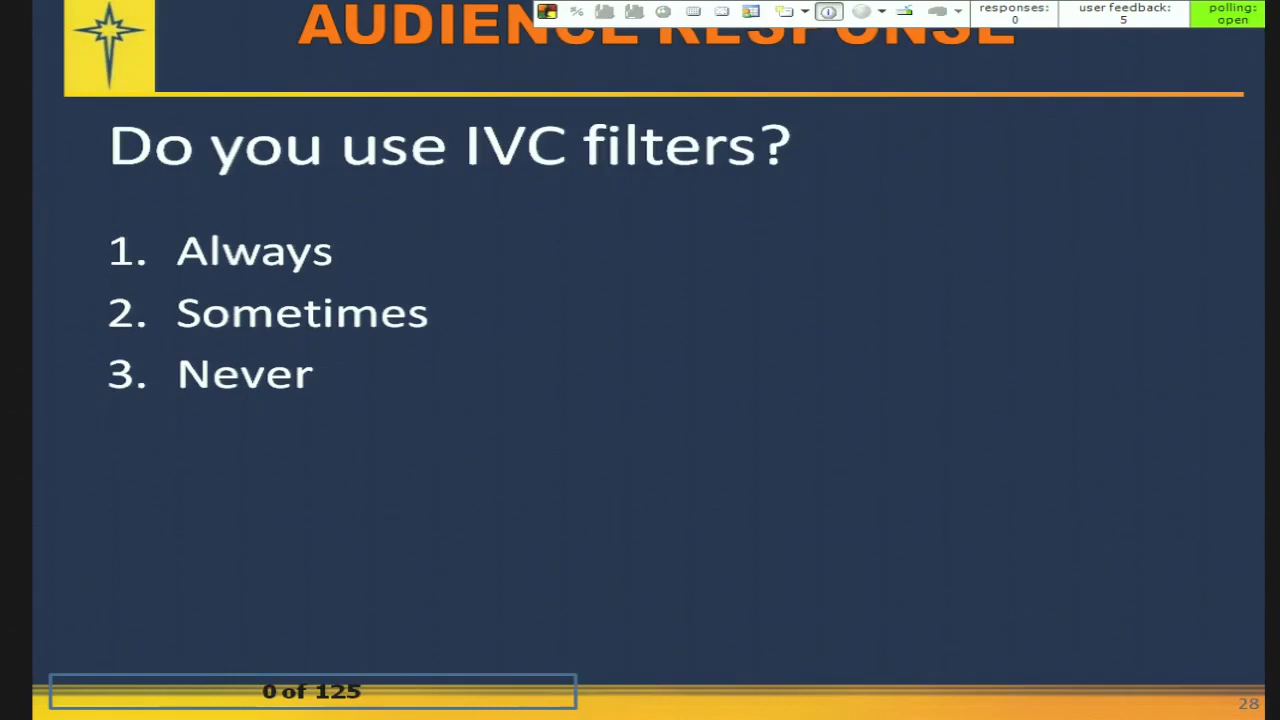 AUDIENCE RESPONSE
responses: 0
user feedback: 5
polling: open
Do you use IVC filters?
1. Always
2. Sometimes
3. Never
0 of 125
28